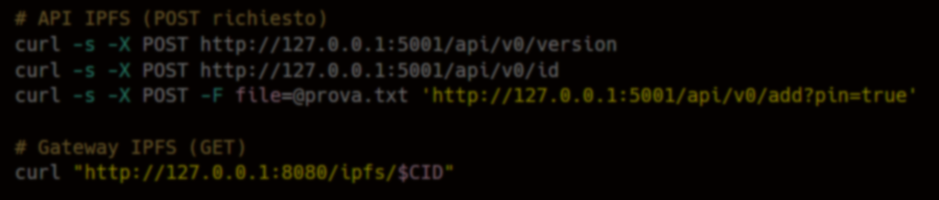 # API IPFS (POST richiesto)
curl -s -X POST http://127.0.0.1:5001/api/v0/version
curl -s -X POST http://127.0.0.1:5001/api/v0/id
curl -s -X POST -F file=@prova.txt 'http://127.0.0.1:5001/api/v0/add?pin=true'
# Gateway IPFS (GET)
curl "http://127.0.0.1:8080/ipfs/$CID"